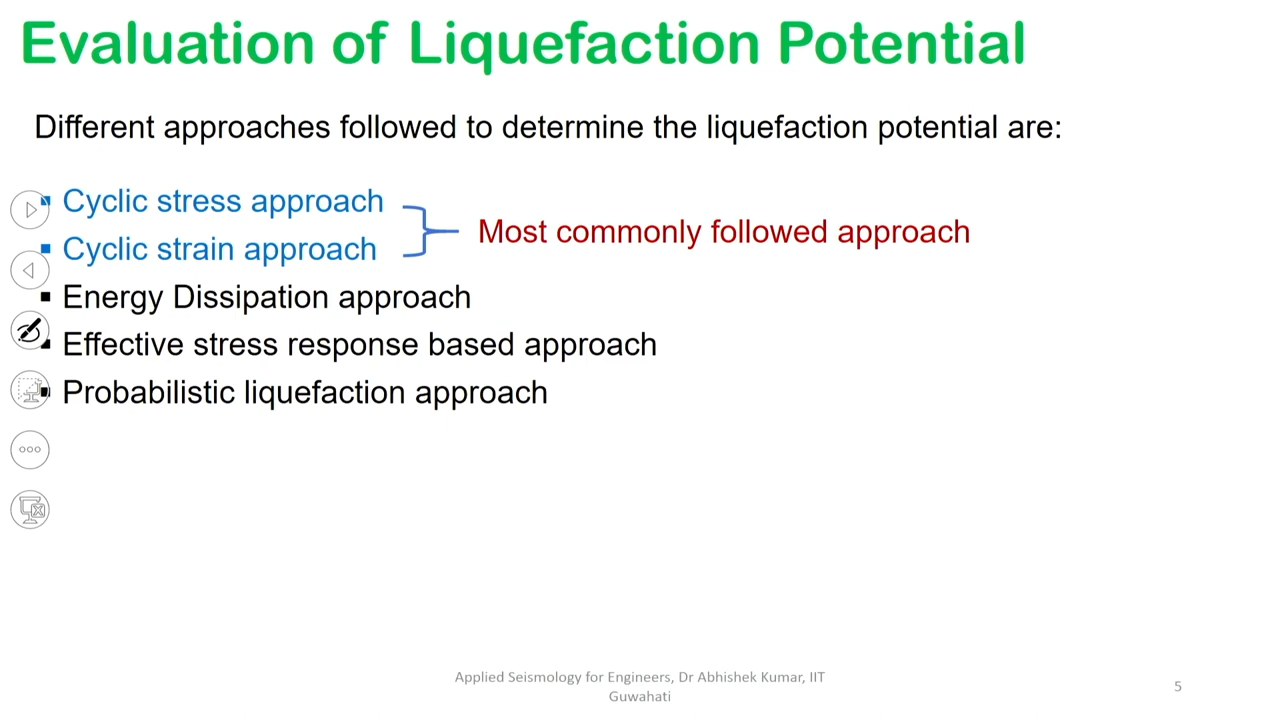 Evaluation of Liquefaction Potential
Different approaches followed to determine the liquefaction potential are:
▪ Cyclic stress approach
▪ Cyclic strain approach
Most commonly followed approach
▪ Energy Dissipation approach
▪ Effective stress response based approach
▪ Probabilistic liquefaction approach
Applied Seismology for Engineers, Dr Abhishek Kumar, IIT
Guwahati
5